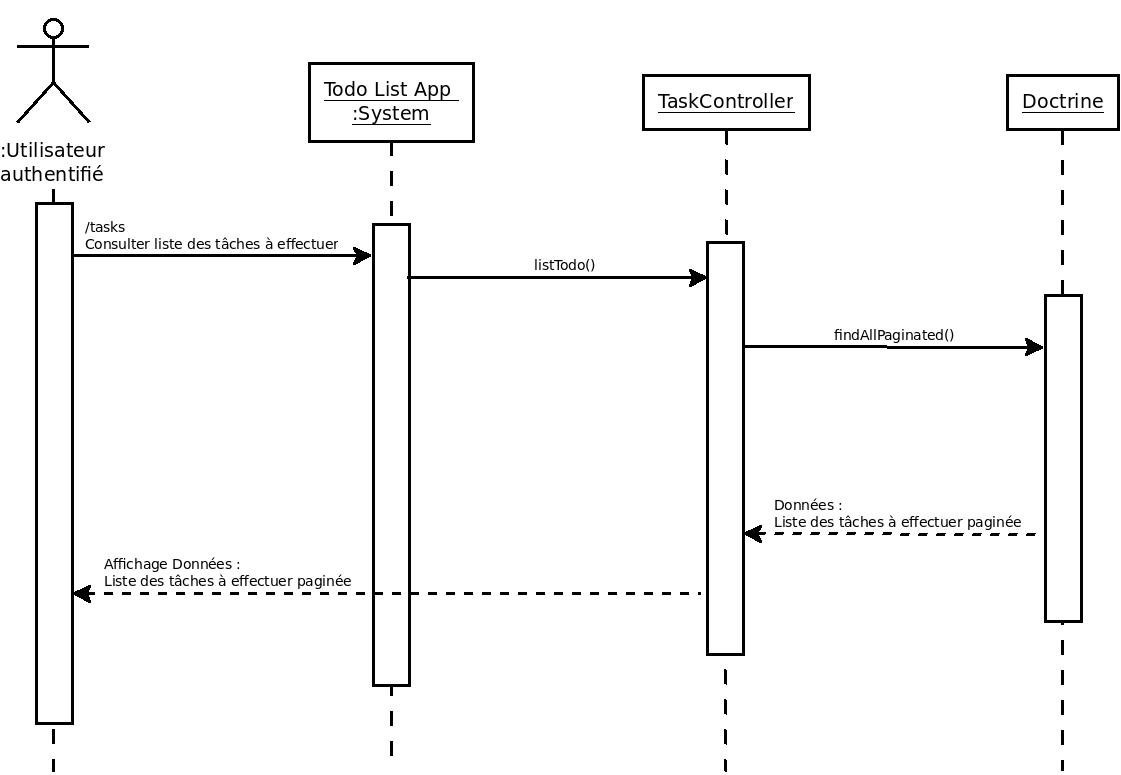 :Utilisateur
authentifié
Todo List App
:System
TaskController
Doctrine
/tasks
Consulter liste des tâches à effectuer
listTodo()
findAllPaginated()
Données :
Liste des tâches à effectuer paginée
Affichage Données :
Liste des tâches à effectuer paginée